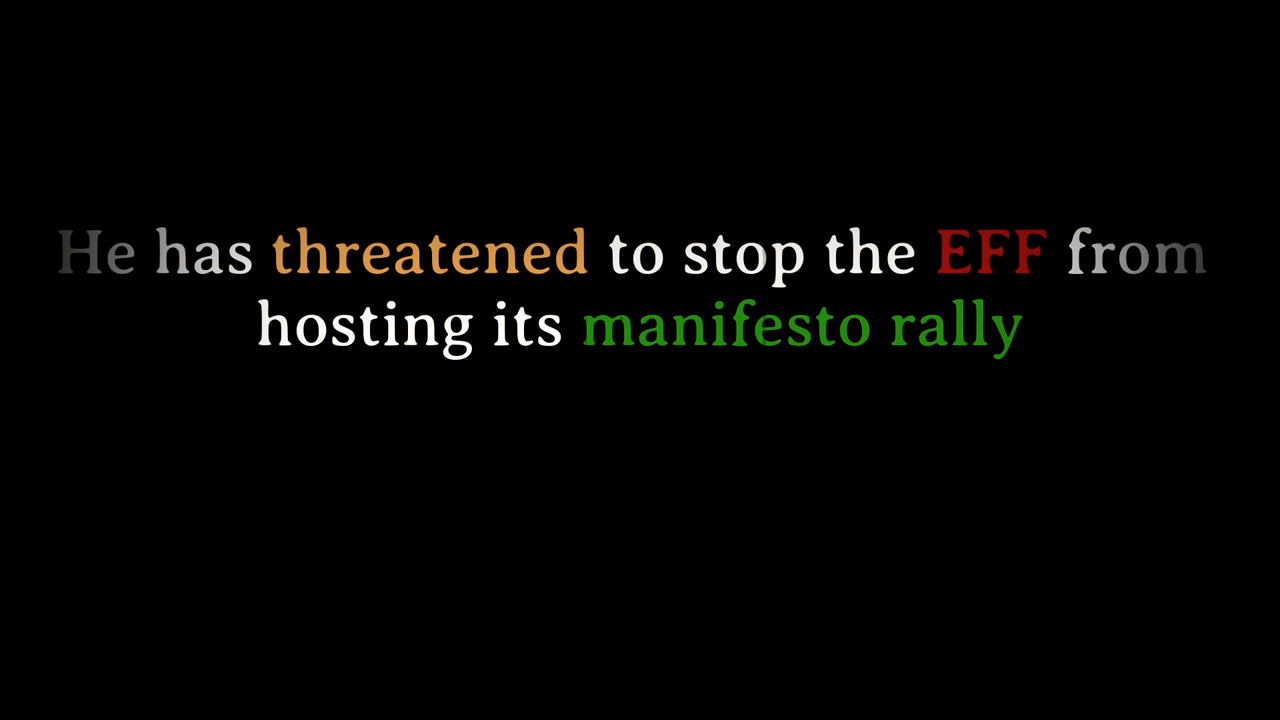 He has threatened to stop the EFF from
hosting its manifesto rally